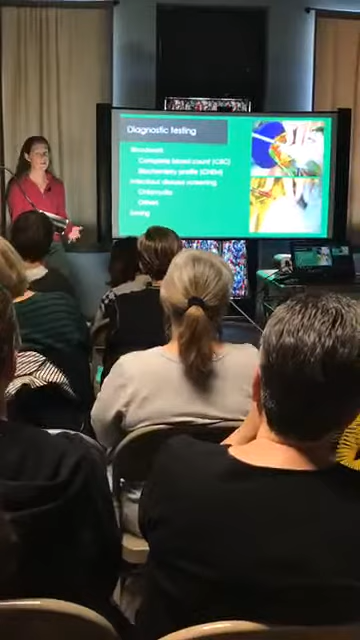 Diagnostic testing
Bloodwork
Complete blood count (CBC)
Biochemistry profile (CHEM)
Infectious disease screening
Chlamydia
Others
Sexing